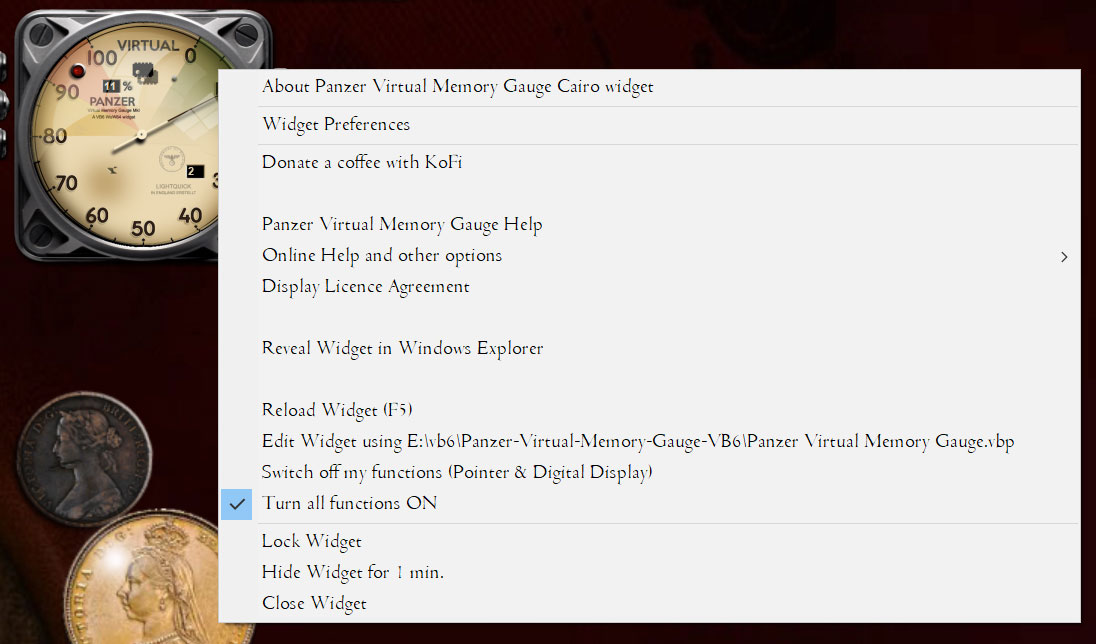 VIRTUAL
100
0
90
11 %
PANZER
Virtual Memory Gauge Mk1
A VB6 WoW64 widget
80
2
70
LIGHTQUICK
60
40
50
About Panzer Virtual Memory Gauge Cairo widget
Widget Preferences
Donate a coffee with KoFi
Panzer Virtual Memory Gauge Help
Online Help and other options
Display Licence Agreement
Reveal Widget in Windows Explorer
Reload Widget (F5)
Edit Widget using E:\vb6\Panzer-Virtual-Memory-Gauge-VB6\Panzer Virtual Memory Gauge.vbp
Switch off my functions (Pointer & Digital Display)
Turn all functions ON
Lock Widget
Hide Widget for 1 min.
Close Widget